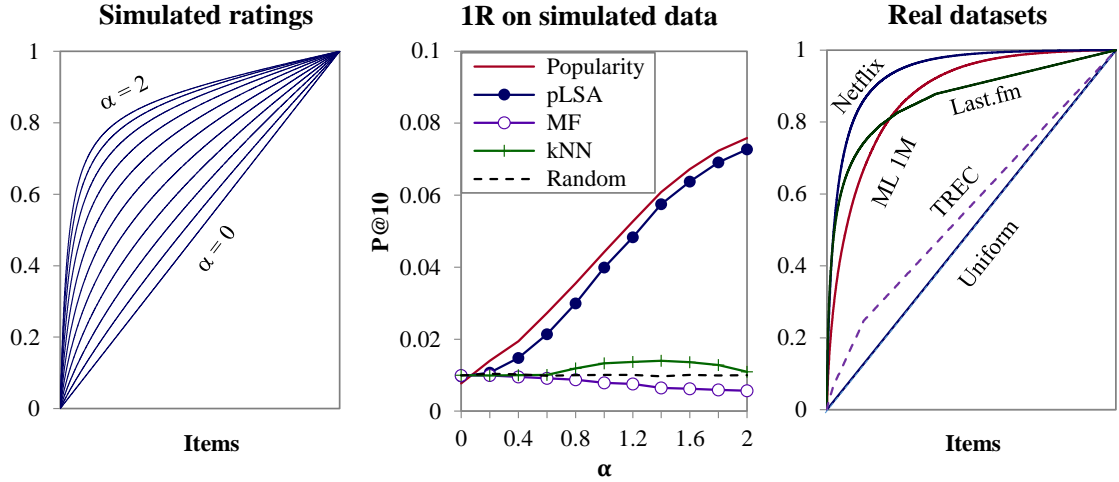 Simulated ratings
1
0.8
0.6
0.4
0.2
0
α = 2
α = 0
Items
1R on simulated data
P@10
0.1
0.08
0.06
0.04
0.02
0
Popularity
pLSA
MF
kNN
Random
0 0.4 0.8 1.2 1.6 2
α
Real datasets
1
0.8
0.6
0.4
0.2
0
Netflix
Last.fm
ML 1M
TREC
Uniform
Items